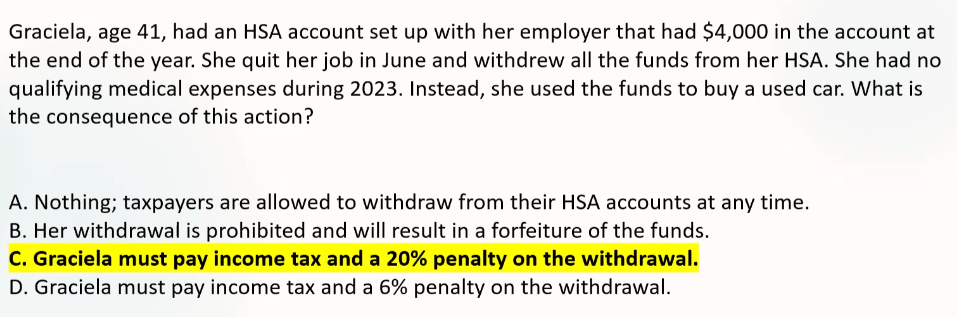 Graciela, age 41, had an HSA account set up with her employer that had $4,000 in the account at
the end of the year. She quit her job in June and withdrew all the funds from her HSA. She had no
qualifying medical expenses during 2023. Instead, she used the funds to buy a used car. What is
the consequence of this action?
A. Nothing; taxpayers are allowed to withdraw from their HSA accounts at any time.
B. Her withdrawal is prohibited and will result in a forfeiture of the funds.
C. Graciela must pay income tax and a 20% penalty on the withdrawal.
D. Graciela must pay income tax and a 6% penalty on the withdrawal.